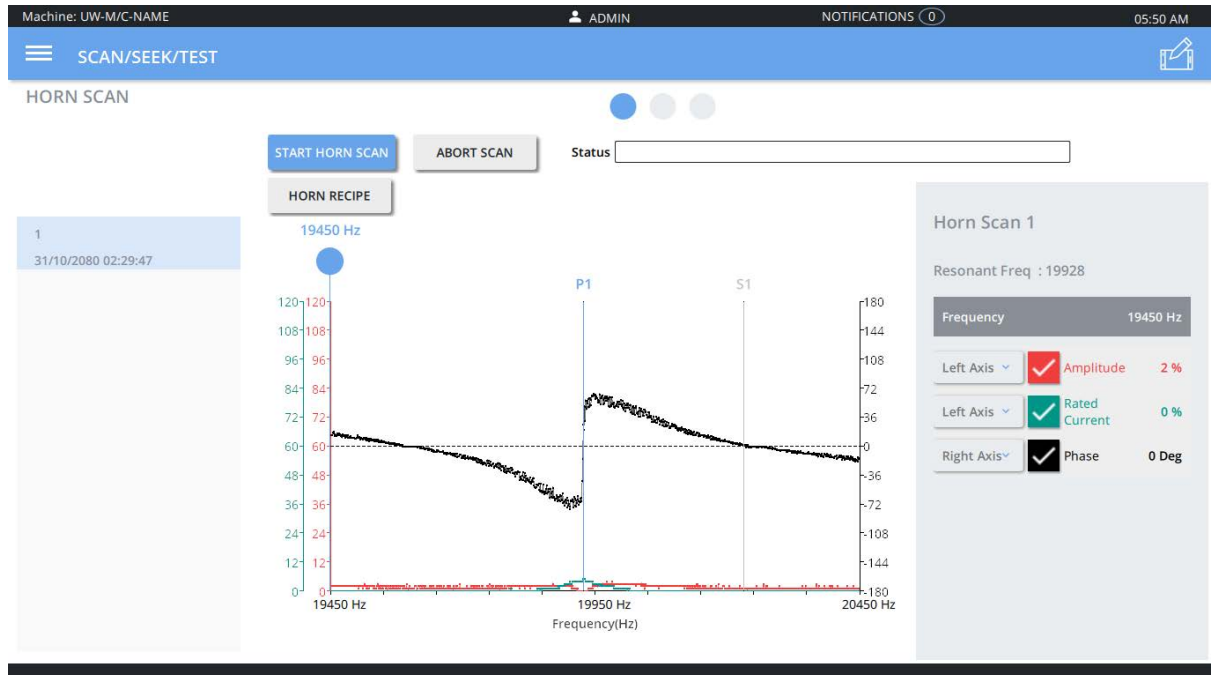 Machine: UW-M/C-NAME ADMIN NOTIFICATIONS 0 05:50 AM
SCAN/SEEK/TEST
HORN SCAN
START HORN SCAN ABORT SCAN Status
HORN RECIPE
1
31/10/2080 02:29:47
19450 Hz
P1 S1
120 120 180
108 108 144
96 96 108
84 84 72
72 72 36
60 60 0
48 48 -36
36 36 -72
24 24 -108
12 12 -144
0 0 -180
19450 Hz 19950 Hz 20450 Hz
Frequency(Hz)
Horn Scan 1
Resonant Freq : 19928
Frequency 19450 Hz
Left Axis Amplitude 2 %
Left Axis Rated Current 0 %
Right Axis Phase 0 Deg